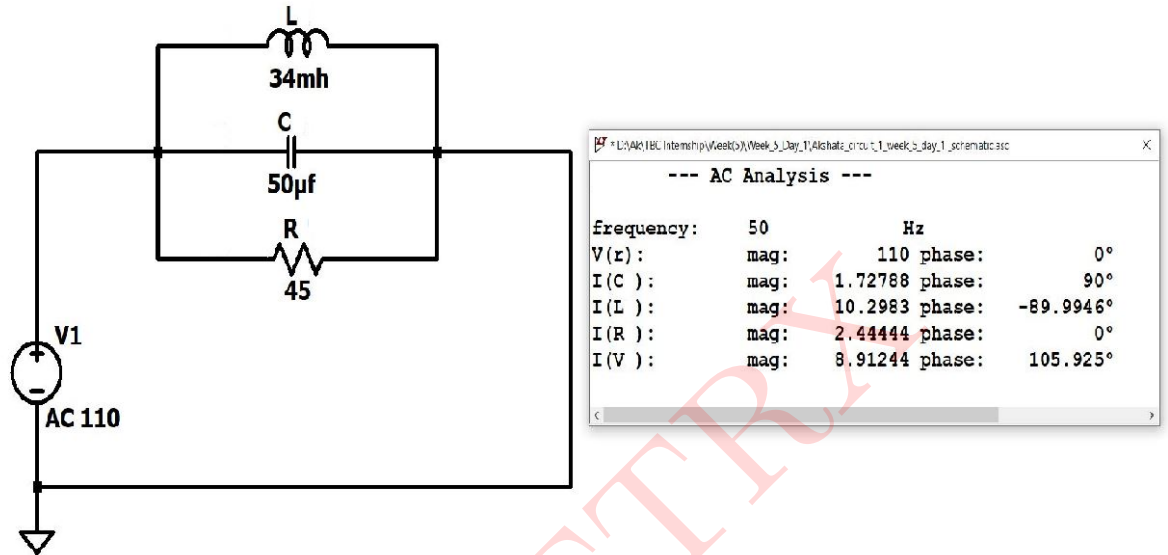 L
34mh
C
50µf
R
45
V1
AC 110
--- AC Analysis ---
frequency: 50 Hz
V(r): mag: 110 phase: 0°
I(C ): mag: 1.72788 phase: 90°
I(L ): mag: 10.2983 phase: -89.9946°
I(R ): mag: 2.44444 phase: 0°
I(V ): mag: 8.91244 phase: 105.925°